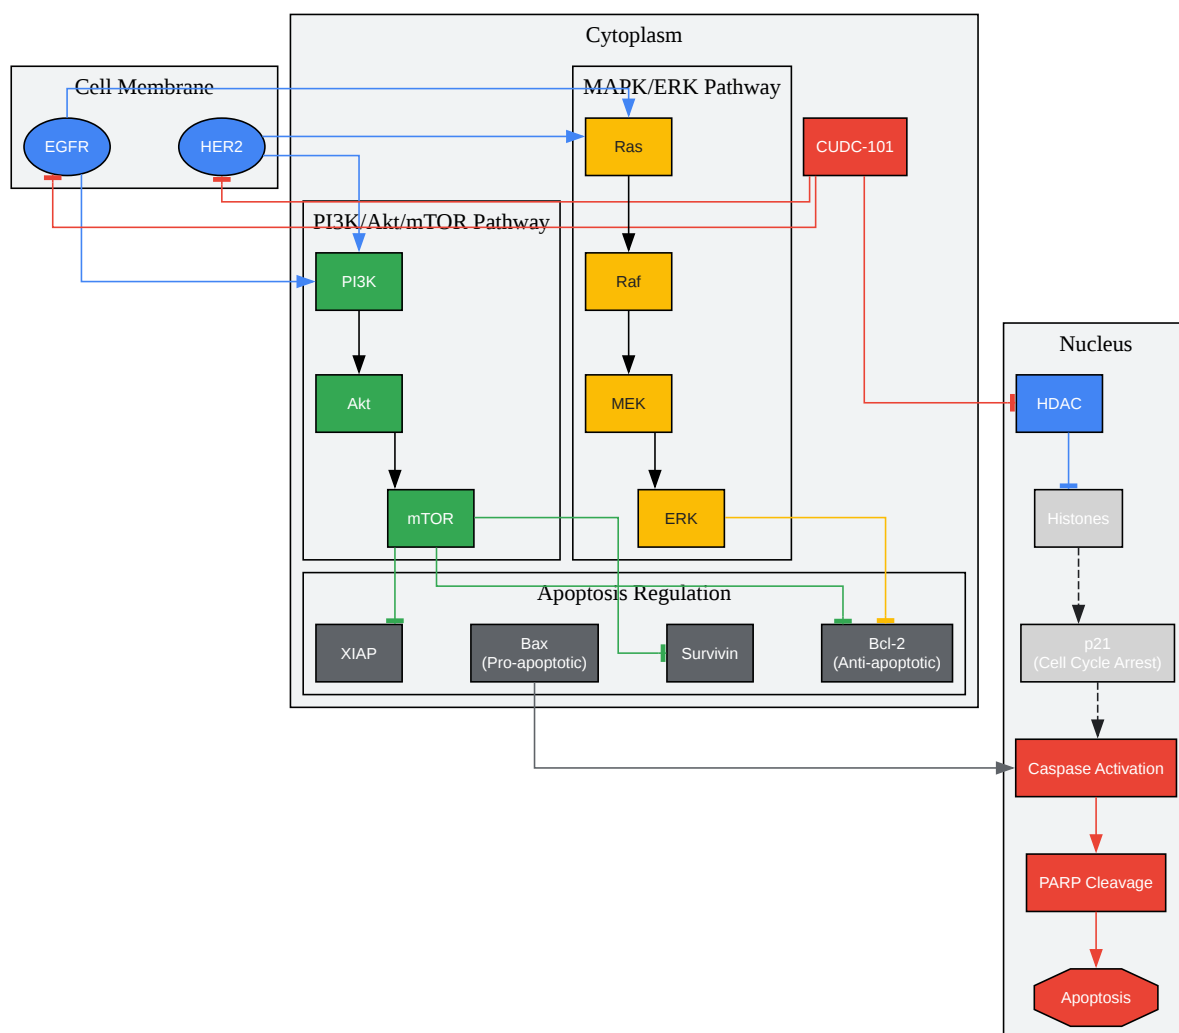 Cytoplasm
Cell Membrane
MAPK/ERK Pathway
EGFR
HER2
Ras
CUDC-101
PI3K/Akt/mTOR Pathway
PI3K
Raf
Nucleus
Akt
MEK
HDAC
mTOR
ERK
Histones
Apoptosis Regulation
XIAP
Bax
(Pro-apoptotic)
Survivin
Bcl-2
(Anti-apoptotic)
p21
(Cell Cycle Arrest)
Caspase Activation
PARP Cleavage
Apoptosis